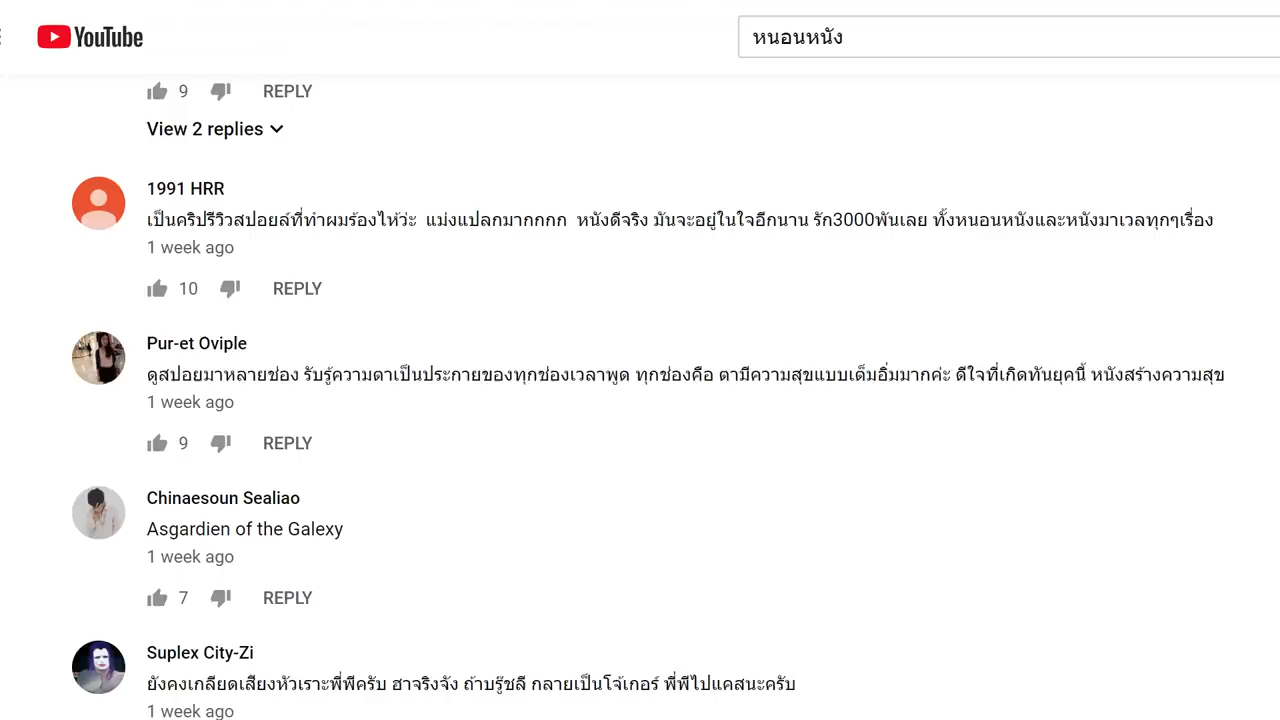 YouTube
หนอนหนัง
9 REPLY
View 2 replies
1991 HRR
เป็นคริปรีวิวสปอยล์ที่ทำผมร้องไห้ว่ะ แม่งแปลกมากกกก หนังดีจริง มันจะอยู่ในใจอีกนาน รัก3000พันเลย ทั้งหนอนหนังและหนังมาเวลทุกๆเรื่อง
1 week ago
10 REPLY
Pur-et Oviple
ดูสปอยมาหลายช่อง รับรู้ความตาเป็นประกายของทุกช่องเวลาพูด ทุกช่องคือ ตามีความสุขแบบเต็มอิ่มมากค่ะ ดีใจที่เกิดทันยุคนี้ หนังสร้างความสุข
1 week ago
9 REPLY
Chinaesoun Sealiao
Asgardien of the Galexy
1 week ago
7 REPLY
Suplex City-Zi
ยังคงเกลียดเสียงหัวเราะพี่พีครับ ฮาจริงจัง ถ้าบรู๊ชลี กลายเป็นโจ้เกอร์ พี่พีไปแคสนะครับ
1 week ago